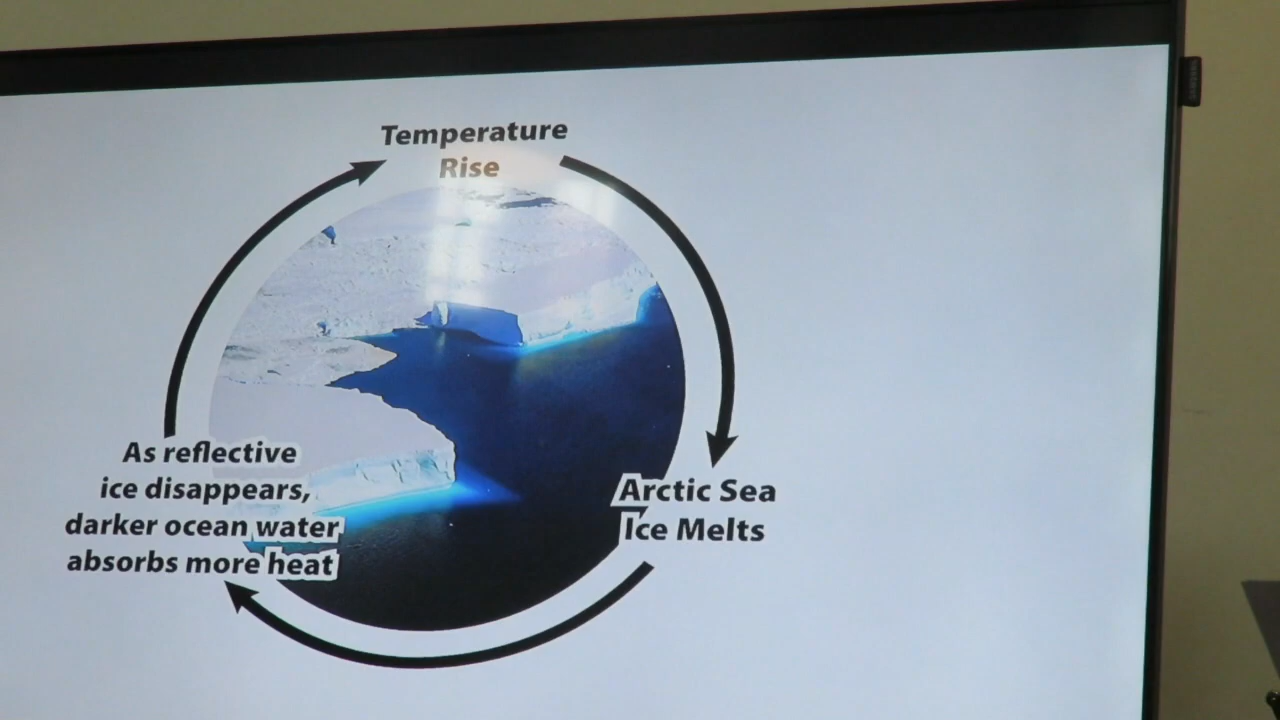 Temperature
Rise
Arctic Sea
Ice Melts
As reflective
ice disappears,
darker ocean water
absorbs more heat